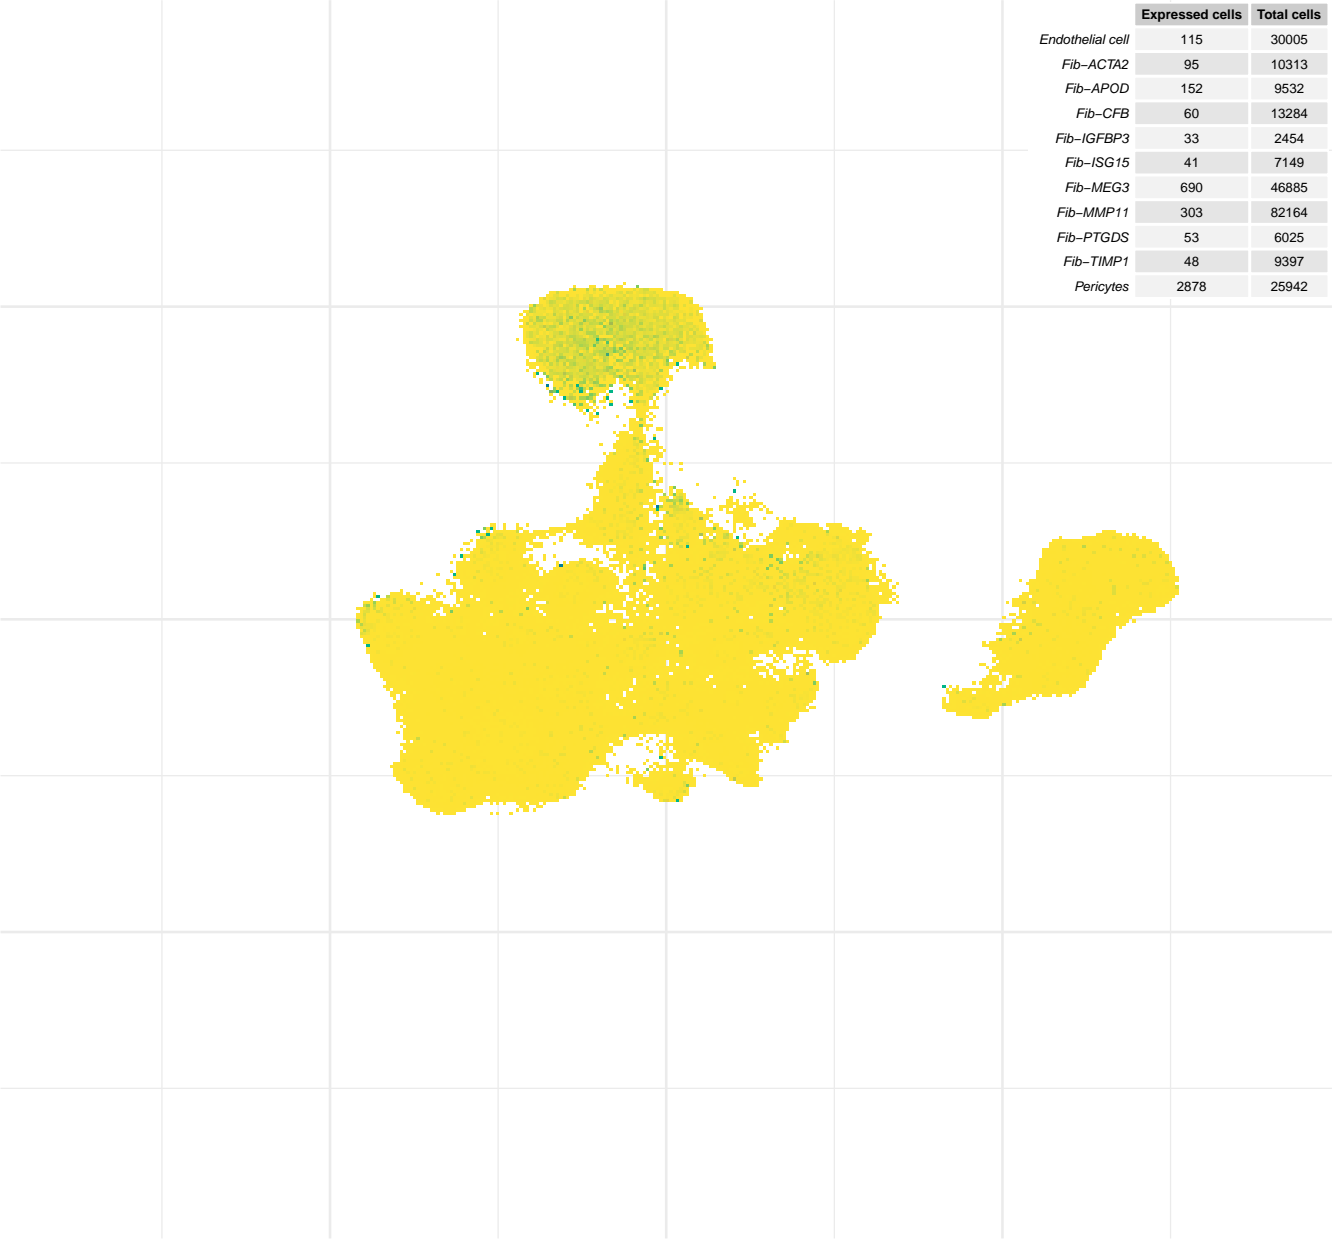 Expressed cells Total cells
Endothelial cell 115 30005
Fib−ACTA2 95 10313
Fib−APOD 152 9532
Fib−CFB 60 13284
Fib−IGFBP3 33 2454
Fib−ISG15 41 7149
Fib−MEG3 690 46885
Fib−MMP11 303 82164
Fib−PTGDS 53 6025
Fib−TIMP1 48 9397
Pericytes 2878 25942